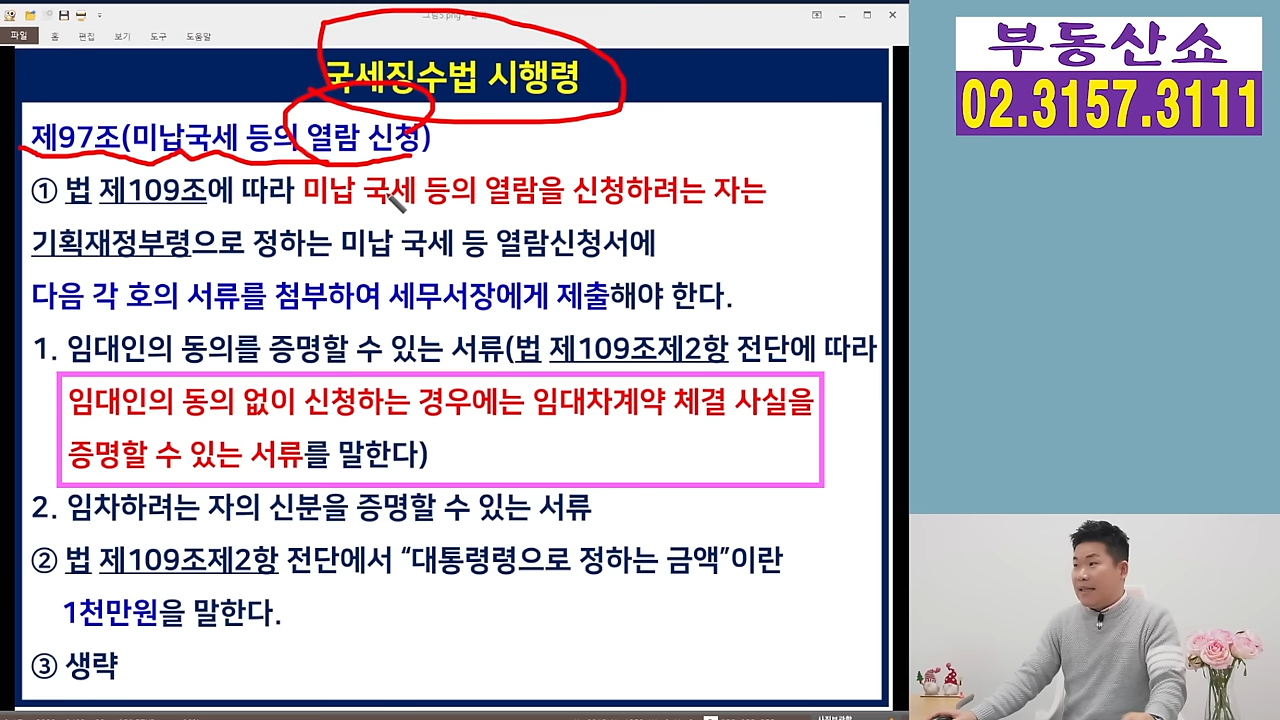 파일 홈 편집 보기 도구 도움말
부동산쇼
02.3157.3111
국세징수법 시행령
제97조(미납국세 등의 열람 신청)
① 법 제109조에 따라 미납 국세 등의 열람을 신청하려는 자는
기획재정부령으로 정하는 미납 국세 등 열람신청서에
다음 각 호의 서류를 첨부하여 세무서장에게 제출해야 한다.
1. 임대인의 동의를 증명할 수 있는 서류(법 제109조제2항 전단에 따라
임대인의 동의 없이 신청하는 경우에는 임대차계약 체결 사실을
증명할 수 있는 서류를 말한다)
2. 임차하려는 자의 신분을 증명할 수 있는 서류
② 법 제109조제2항 전단에서 “대통령령으로 정하는 금액”이란
1천만원을 말한다.
③ 생략